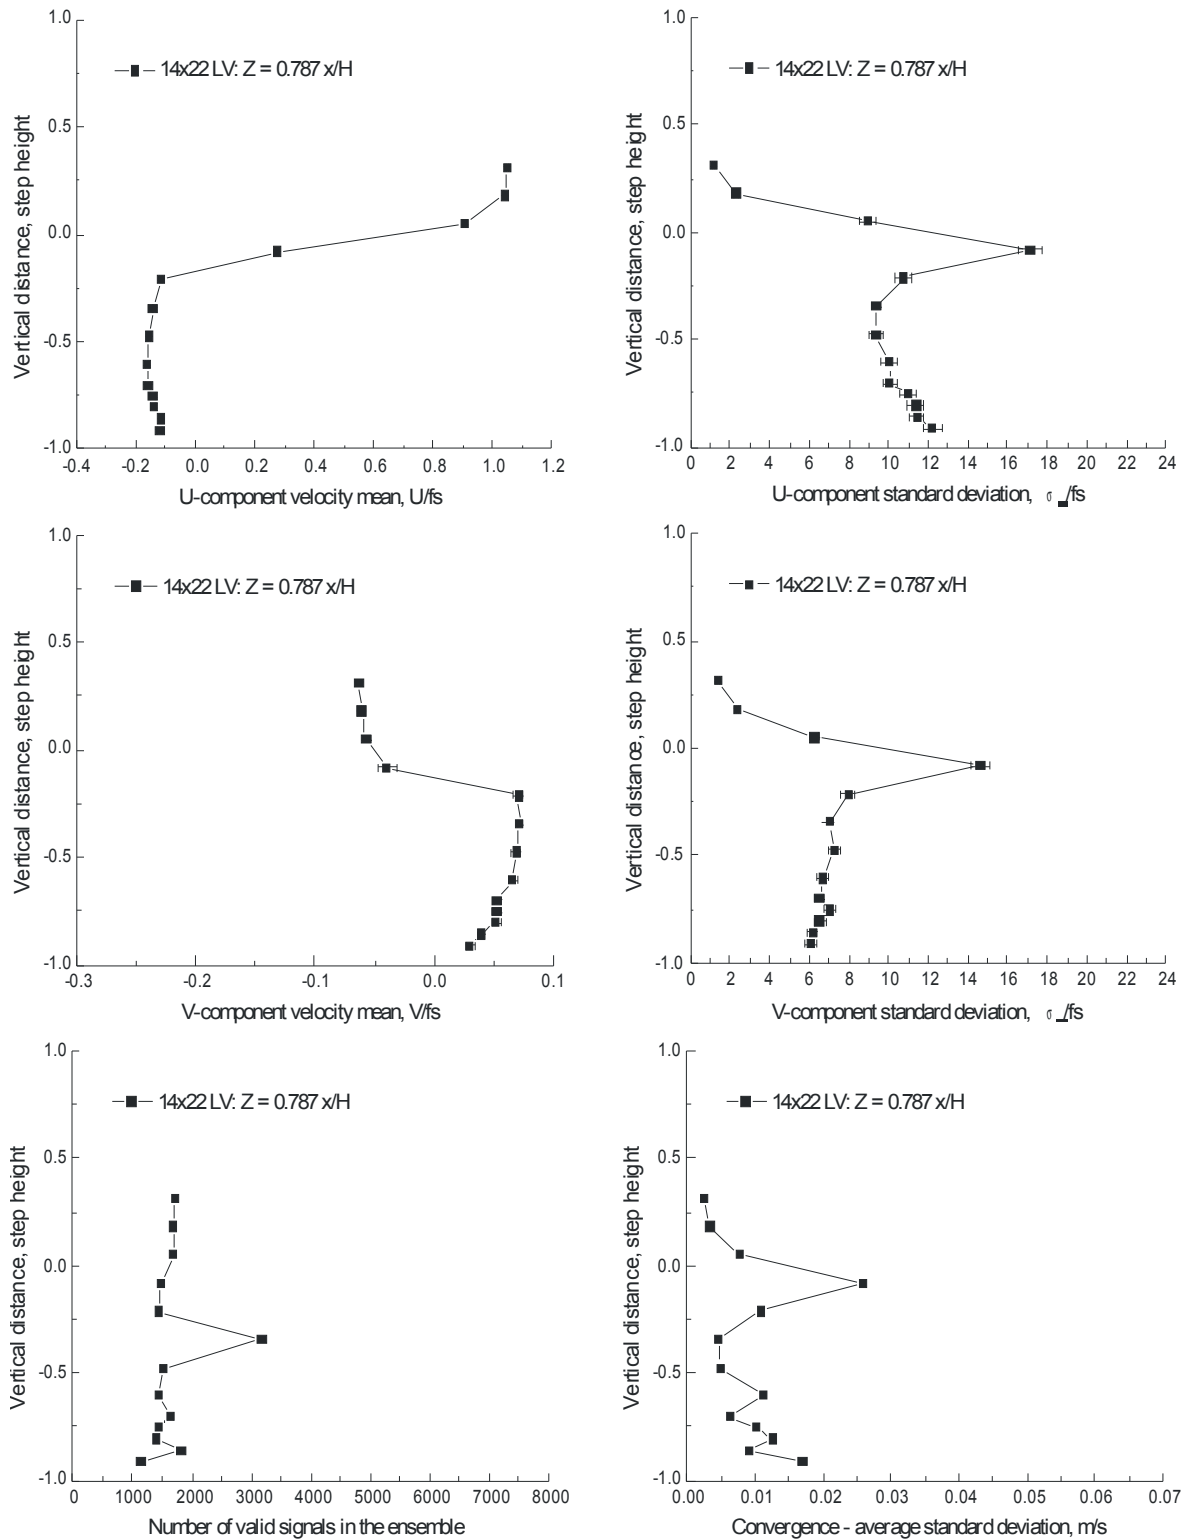 1.0
0.5
0.0
-0.5
-1.0
Vertical distance, step height
14x22 LV: Z = 0.787 x/H
-0.4 -0.2 0.0 0.2 0.4 0.6 0.8 1.0 1.2
U-component velocity mean, U/fs
1.0
0.5
0.0
-0.5
-1.0
Vertical distance, step height
14x22 LV: Z = 0.787 x/H
0 2 4 6 8 10 12 14 16 18 20 22 24
U-component standard deviation, σ_/fs
1.0
0.5
0.0
-0.5
-1.0
Vertical distance, step height
14x22 LV: Z = 0.787 x/H
-0.3 -0.2 -0.1 0.0 0.1
V-component velocity mean, V/fs
1.0
0.5
0.0
-0.5
-1.0
Vertical distance, step height
14x22 LV: Z = 0.787 x/H
0 2 4 6 8 10 12 14 16 18 20 22 24
V-component standard deviation, σ_/fs
1.0
0.5
0.0
-0.5
-1.0
Vertical distance, step height
14x22 LV: Z = 0.787 x/H
0 1000 2000 3000 4000 5000 6000 7000 8000
Number of valid signals in the ensemble
1.0
0.5
0.0
-0.5
-1.0
Vertical distance, step height
14x22 LV: Z = 0.787 x/H
0.00 0.01 0.02 0.03 0.04 0.05 0.06 0.07
Convergence - average standard deviation, m/s